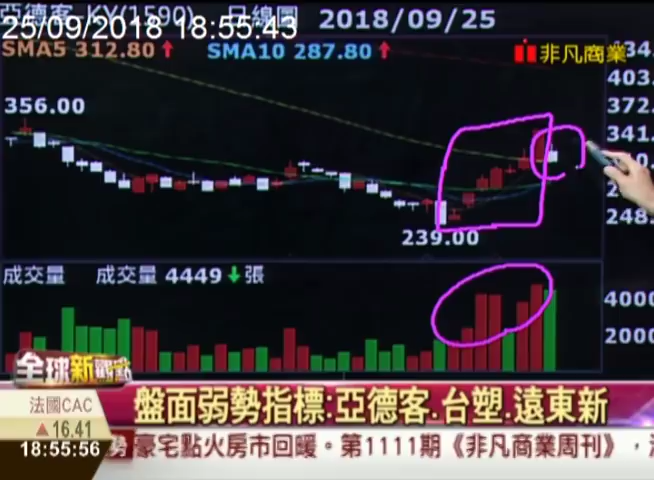 亞德客-KY(1590) 日線圖 2018/09/25
25/09/2018 18:55:43
SMA5 312.80 SMA10 287.80
非凡商業
403.
372.
356.00
341.
248.
239.00
成交量 成交量 4449 張
4000
2000
全球新觀點
盤面弱勢指標:亞德客.台塑.遠東新
法國CAC
16.41
18:55:56
豪宅點火房市回暖。第1111期《非凡商業周刊》，